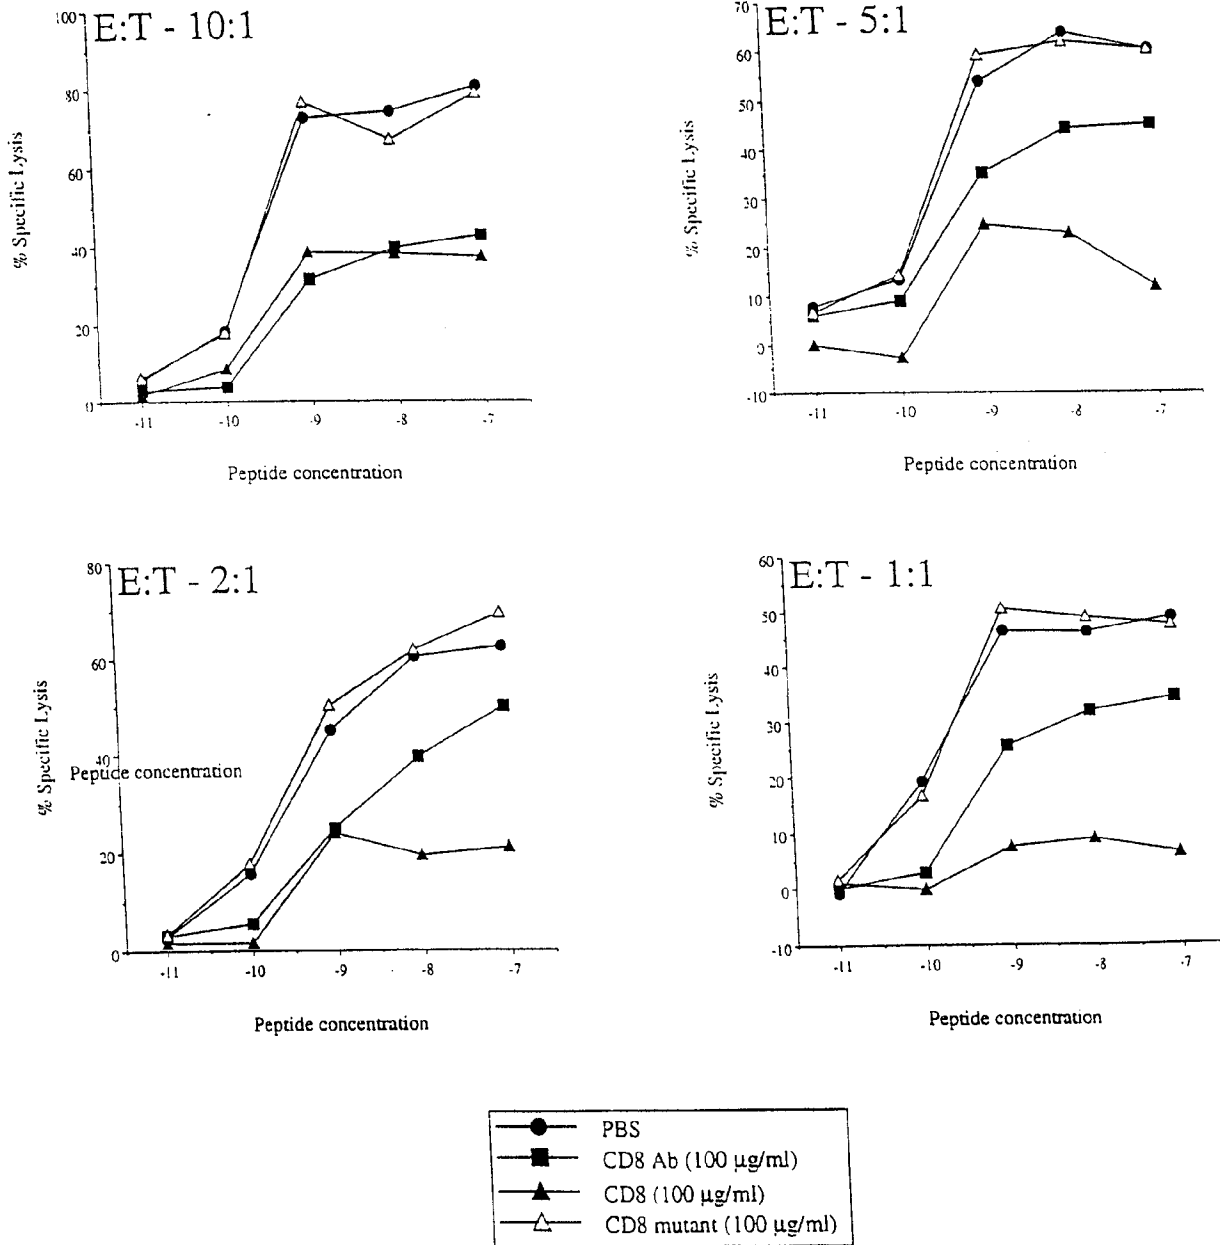 E:T - 10:1
100
80
60
40
20
0
% Specific Lysis
-11 -10 -9 -8 -7
Peptide concentration
E:T - 5:1
70
60
50
40
30
20
10
0
-10
% Specific Lysis
-11 -10 -9 -8 -7
Peptide concentration
E:T - 2:1
80
60
40
20
0
% Specific Lysis
Peptide concentration
-11 -10 -9 -8 -7
Peptide concentration
E:T - 1:1
60
50
40
30
20
10
0
-10
% Specific Lysis
-11 -10 -9 -8 -7
Peptide concentration
PBS
CD8 Ab (100 µg/ml)
CD8 (100 µg/ml)
CD8 mutant (100 µg/ml)